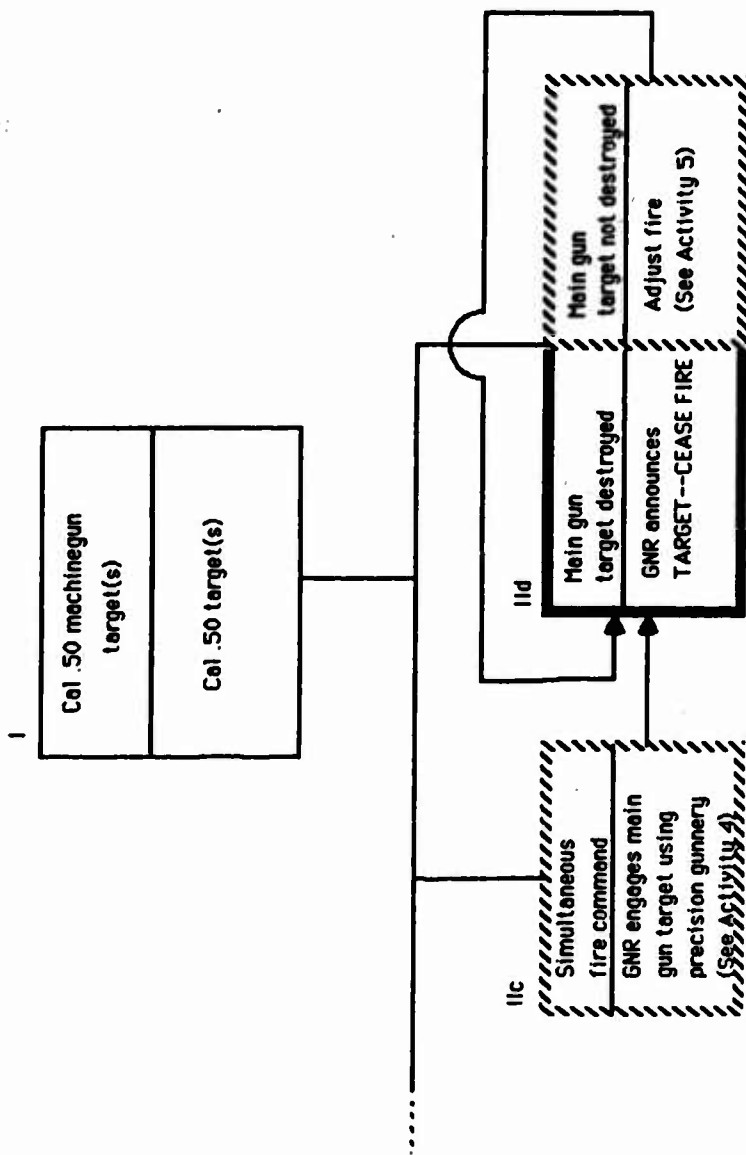 I
Cal .50 machinegun
target(s)
Cal .50 target(s)
IIc
Simultaneous
fire command
GNR engages main
gun target using
precision gunnery
(See Activity 4)
IId
Main gun
target destroyed
GNR announces
TARGET--CEASE FIRE
Main gun
target not destroyed
Adjust fire
(See Activity 5)